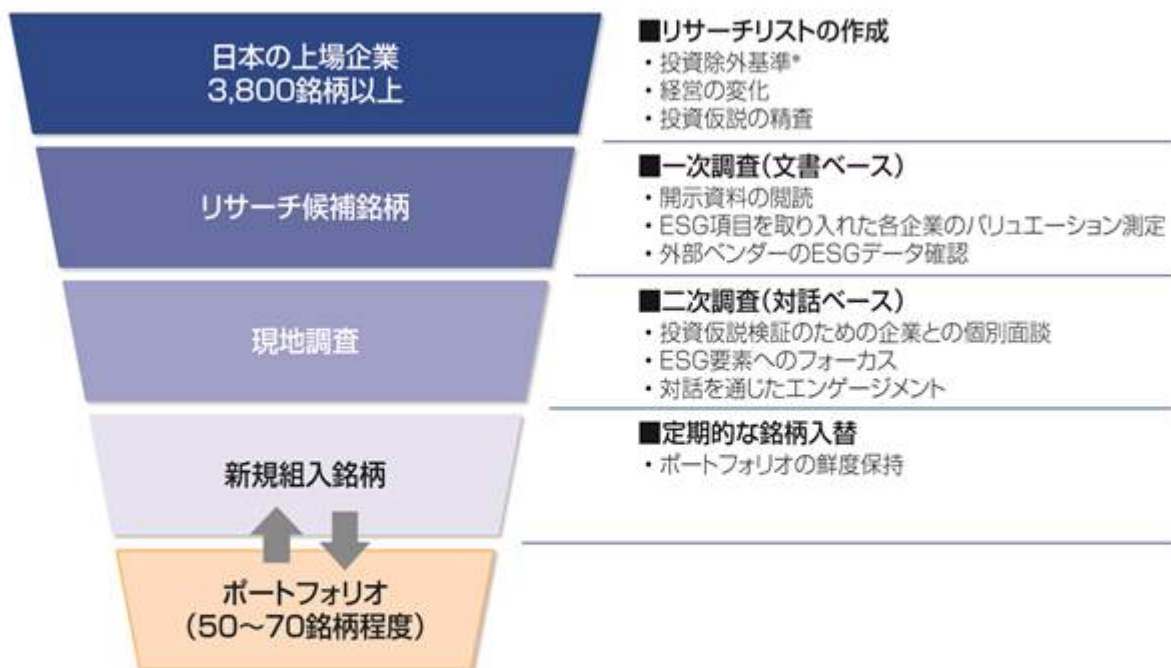 日本の上場企業
3,800銘柄以上
■リサーチリストの作成
・投資除外基準*
・経営の変化
・投資仮説の精査
リサーチ候補銘柄
■一次調査(文書ベース)
・開示資料の閲読
・ESG項目を取り入れた各企業のバリュエーション測定
・外部ベンダーのESGデータ確認
現地調査
■二次調査(対話ベース)
・投資仮説検証のための企業との個別面談
・ESG要素へのフォーカス
・対話を通じたエンゲージメント
新規組入銘柄
■定期的な銘柄入替
・ポートフォリオの鮮度保持
ポートフォリオ
(50～70銘柄程度)